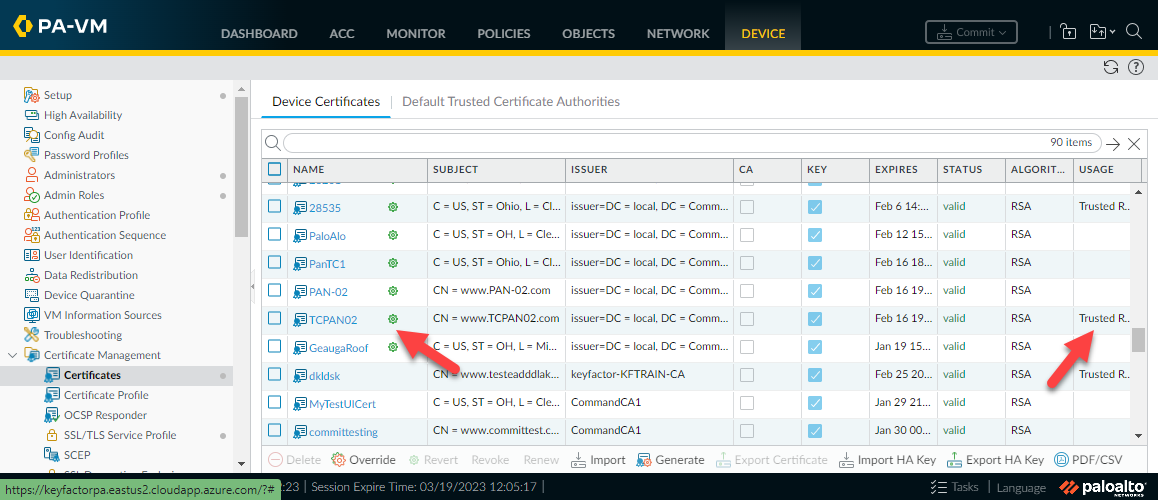 PA-VM
DASHBOARD ACC MONITOR POLICIES OBJECTS NETWORK DEVICE Commit
Setup
High Availability
Config Audit
Password Profiles
Administrators
Admin Roles
Authentication Profile
Authentication Sequence
User Identification
Data Redistribution
Device Quarantine
VM Information Sources
Troubleshooting
Certificate Management
Certificates
Certificate Profile
OCSP Responder
SSL/TLS Service Profile
SCEP
Device Certificates | Default Trusted Certificate Authorities
90 items
NAME SUBJECT ISSUER CA KEY EXPIRES STATUS ALGORIT... USAGE
28535 C = US, ST = Ohio, L = Cl... issuer=DC = local, DC = Comm... Feb 6 14:... valid RSA Trusted R...
PaloAlo C = US, ST = OH, L = Cle... issuer=DC = local, DC = Comm... Feb 12 15... valid RSA
PanTC1 C = US, ST = Ohio, L = Cl... issuer=DC = local, DC = Comm... Feb 16 18... valid RSA
PAN-02 CN = www.PAN-02.com issuer=DC = local, DC = Comm... Feb 16 19... valid RSA
TCPAN02 CN = www.TCPAN02.com issuer=DC = local, DC = Comm... Feb 16 19... valid RSA Trusted R...
GeaugaRoof C = US, ST = OH, L = Mi... issuer=DC = local, DC = Comm... Jan 19 15... valid RSA
dkldsk CN = www.testeadddlak... keyfactor-KFTRAIN-CA Feb 25 20... valid RSA Trusted R...
MyTestUICert C = US, ST = OH, L = Cle... CommandCA1 Jan 29 21... valid RSA
committesting CN = www.committest.c... CommandCA1 Jan 30 00... valid RSA
Delete Override Revert Revoke Renew Import Generate Export Certificate Import HA Key Export HA Key PDF/CSV
https://keyfactorpa.eastus2.cloudapp.azure.com/?# :23 | Session Expire Time: 03/19/2023 12:05:17 | Tasks | Language paloalto
NETWORKS